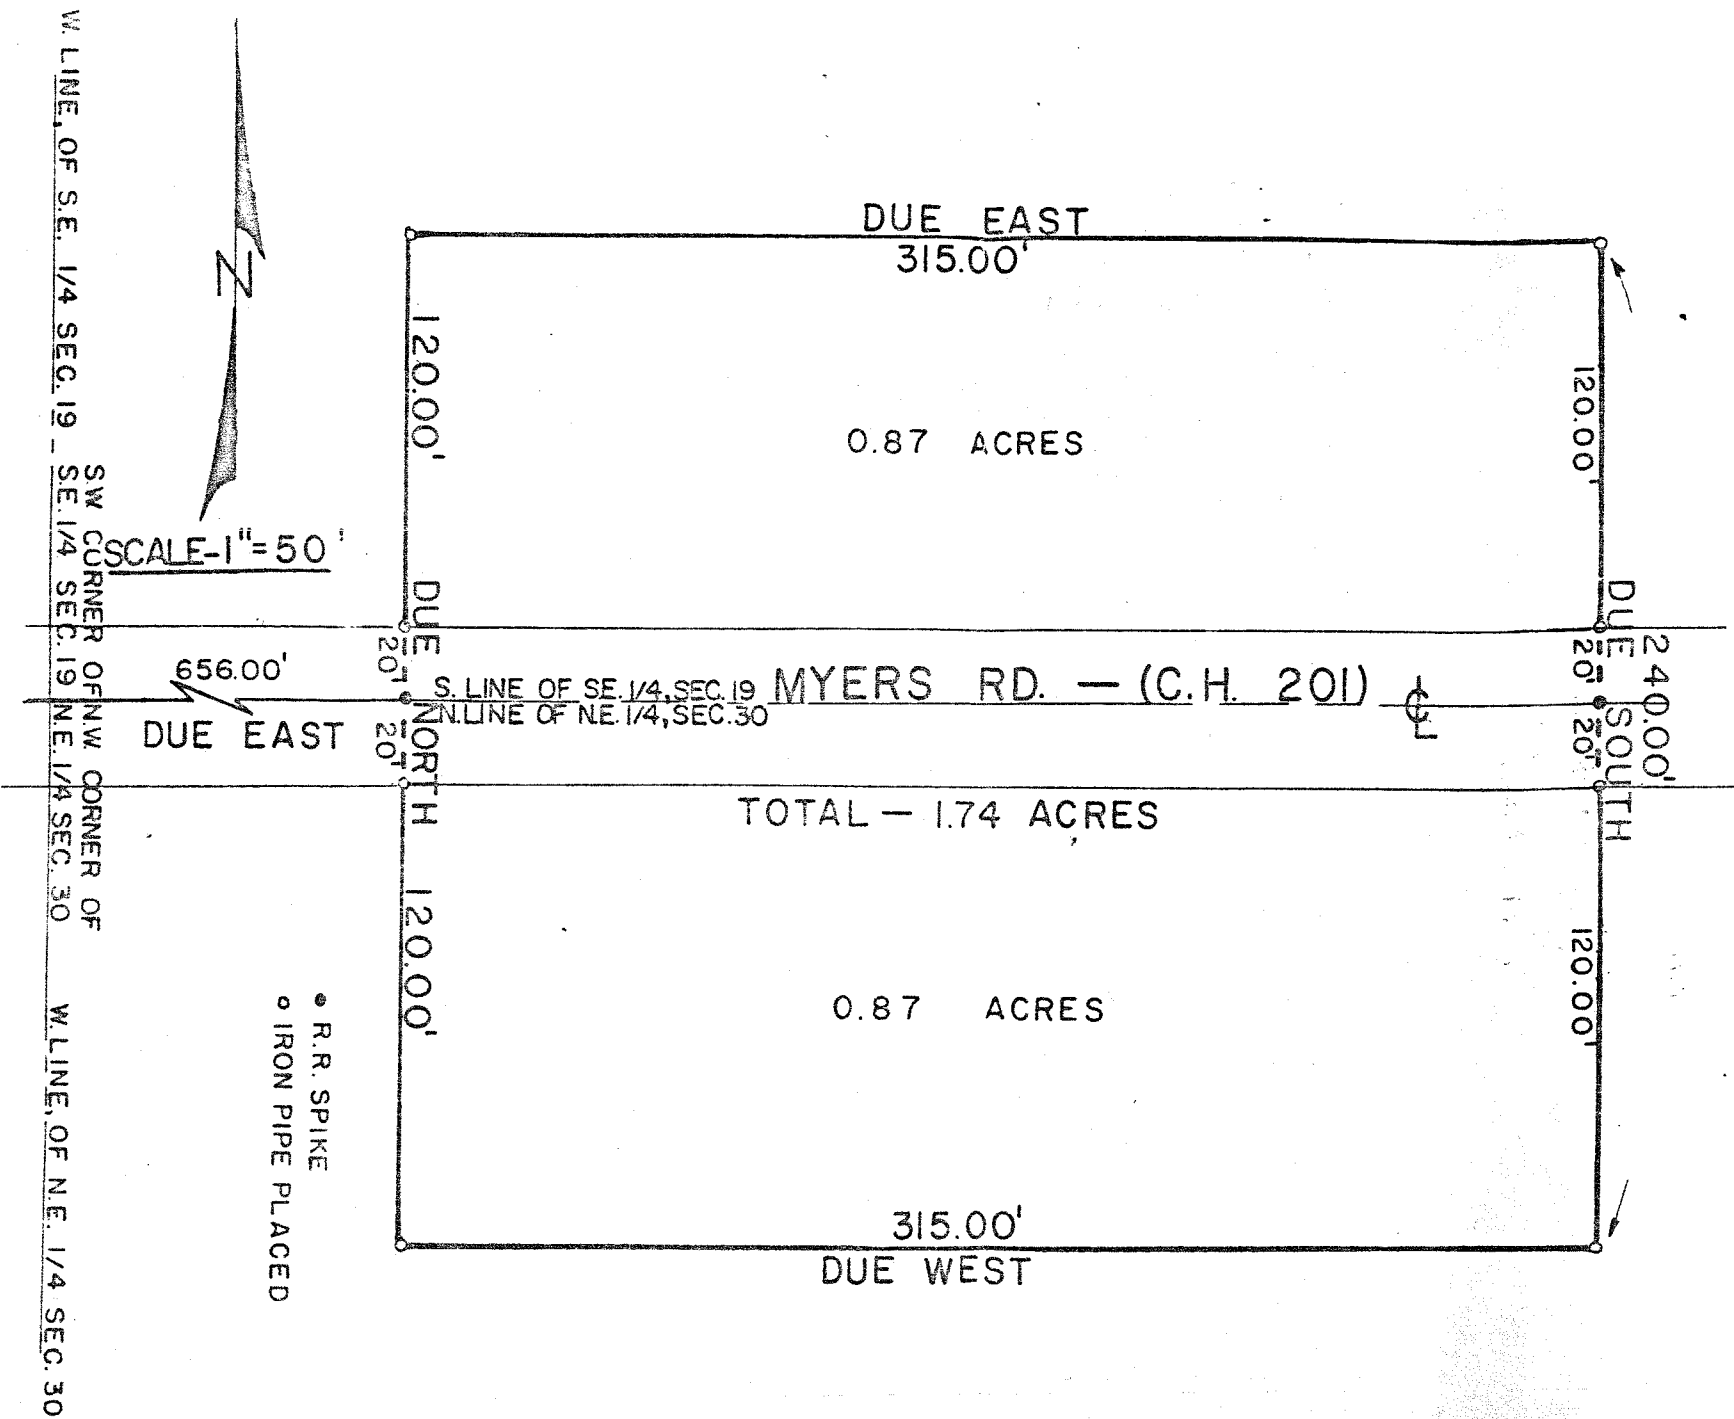 W. LINE, OF S.E. 1/4 SEC. 19 - S.E. 1/4 SEC. 19 N.E. 1/4 SEC. 30 W. LINE, OF N.E. 1/4 SEC. 30
S.W. CORNER OF N.W. CORNER OF
N
SCALE-1"=50'
DUE EAST
315.00'
120.00'
120.00'
0.87 ACRES
DUE NORTH
DUE SOUTH
240.00'
20'
20'
656.00'
DUE EAST
S. LINE OF S.E. 1/4, SEC. 19
N. LINE OF N.E. 1/4, SEC. 30
MYERS RD. — (C.H. 201) ℄
20'
20'
TOTAL — 1.74 ACRES
120.00'
120.00'
0.87 ACRES
● R.R. SPIKE
○ IRON PIPE PLACED
315.00'
DUE WEST